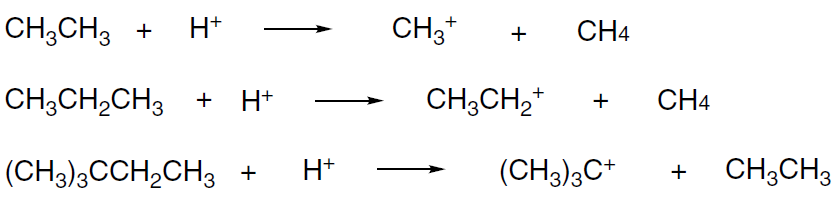 CH₃CH₃ + H⁺ ⟶ CH₃⁺ + CH4
CH₃CH₂CH₃ + H⁺ ⟶ CH₃CH₂⁺ + CH4
(CH₃)₃CCH₂CH₃ + H⁺ ⟶ (CH₃)₃C⁺ + CH₃CH₃